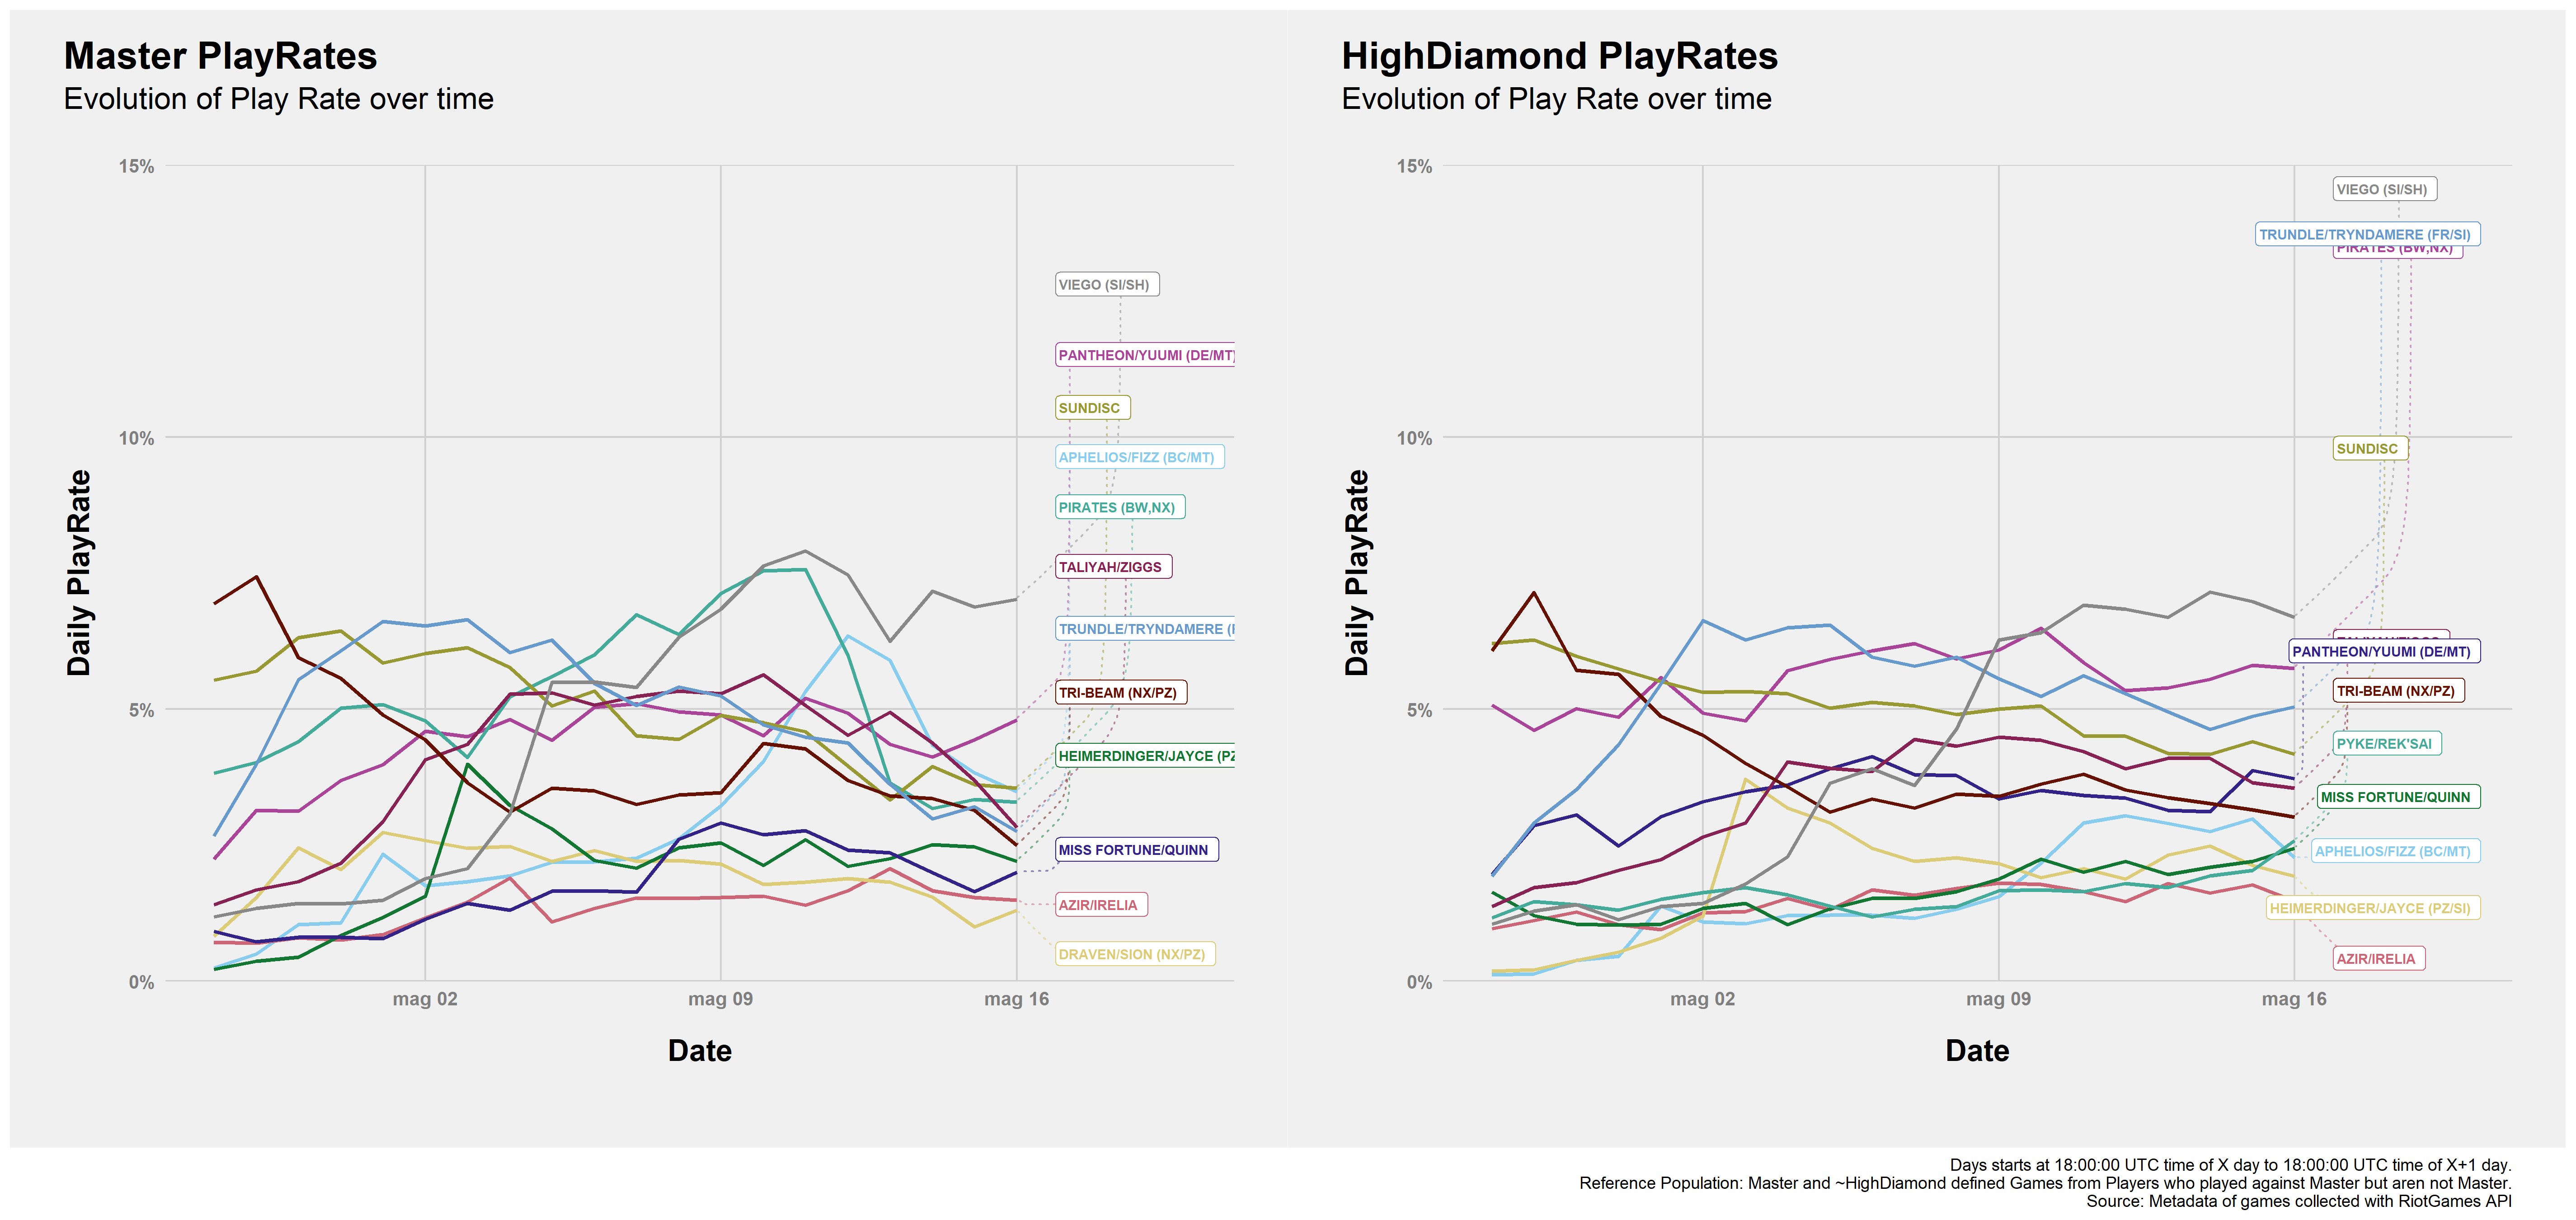 Master PlayRates
Evolution of Play Rate over time
15%
10%
5%
0%
Daily PlayRate
mag 02
mag 09
mag 16
Date
VIEGO (SI/SH)
PANTHEON/YUUMI (DE/MT)
SUNDISC
APHELIOS/FIZZ (BC/MT)
PIRATES (BW,NX)
TALIYAH/ZIGGS
TRUNDLE/TRYNDAMERE (F
TRI-BEAM (NX/PZ)
HEIMERDINGER/JAYCE (PZ
MISS FORTUNE/QUINN
AZIR/IRELIA
DRAVEN/SION (NX/PZ)
HighDiamond PlayRates
Evolution of Play Rate over time
15%
10%
5%
0%
Daily PlayRate
mag 02
mag 09
mag 16
Date
VIEGO (SI/SH)
TRUNDLE/TRYNDAMERE (FR/SI)
PIRATES (BW,NX)
SUNDISC
PANTHEON/YUUMI (DE/MT)
TRI-BEAM (NX/PZ)
PYKE/REK'SAI
MISS FORTUNE/QUINN
APHELIOS/FIZZ (BC/MT)
HEIMERDINGER/JAYCE (PZ/SI)
AZIR/IRELIA
Days starts at 18:00:00 UTC time of X day to 18:00:00 UTC time of X+1 day.
Reference Population: Master and ~HighDiamond defined Games from Players who played against Master but aren not Master.
Source: Metadata of games collected with RiotGames API